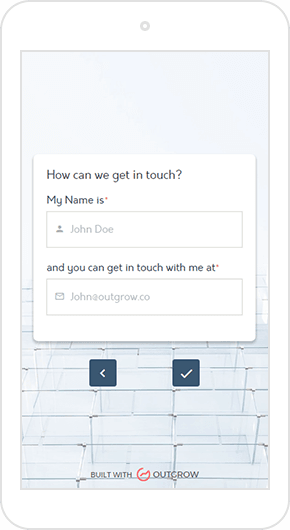 How can we get in touch?
My Name is*
John Doe
and you can get in touch with me at*
John@outgrow.co
BUILT WITH OUTGROW